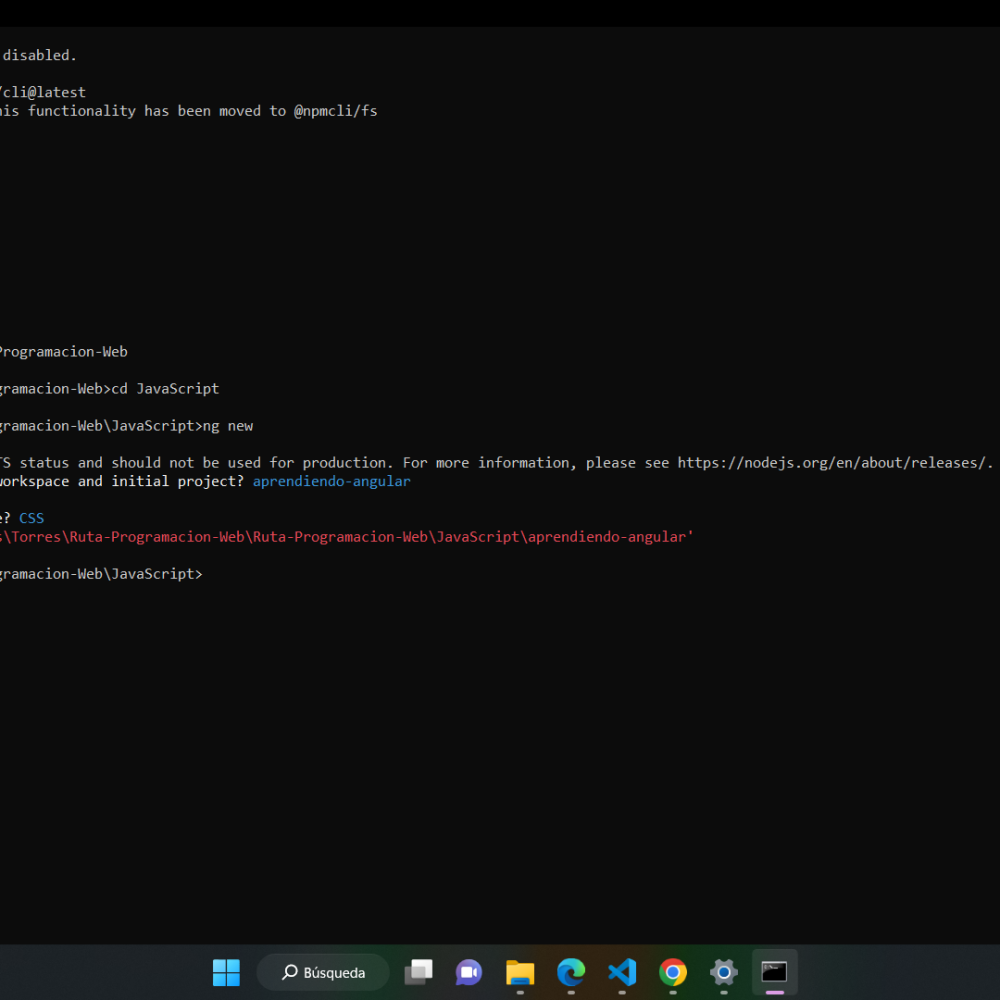 disabled.
/cli@latest
his functionality has been moved to @npmcli/fs
Programacion-Web
gramacion-Web>cd JavaScript
gramacion-Web\JavaScript>ng new
TS status and should not be used for production. For more information, please see https://nodejs.org/en/about/releases/.
workspace and initial project? aprendiendo-angular
e? CSS
s\Torres\Ruta-Programacion-Web\Ruta-Programacion-Web\JavaScript\aprendiendo-angular'
gramacion-Web\JavaScript>
Búsqueda